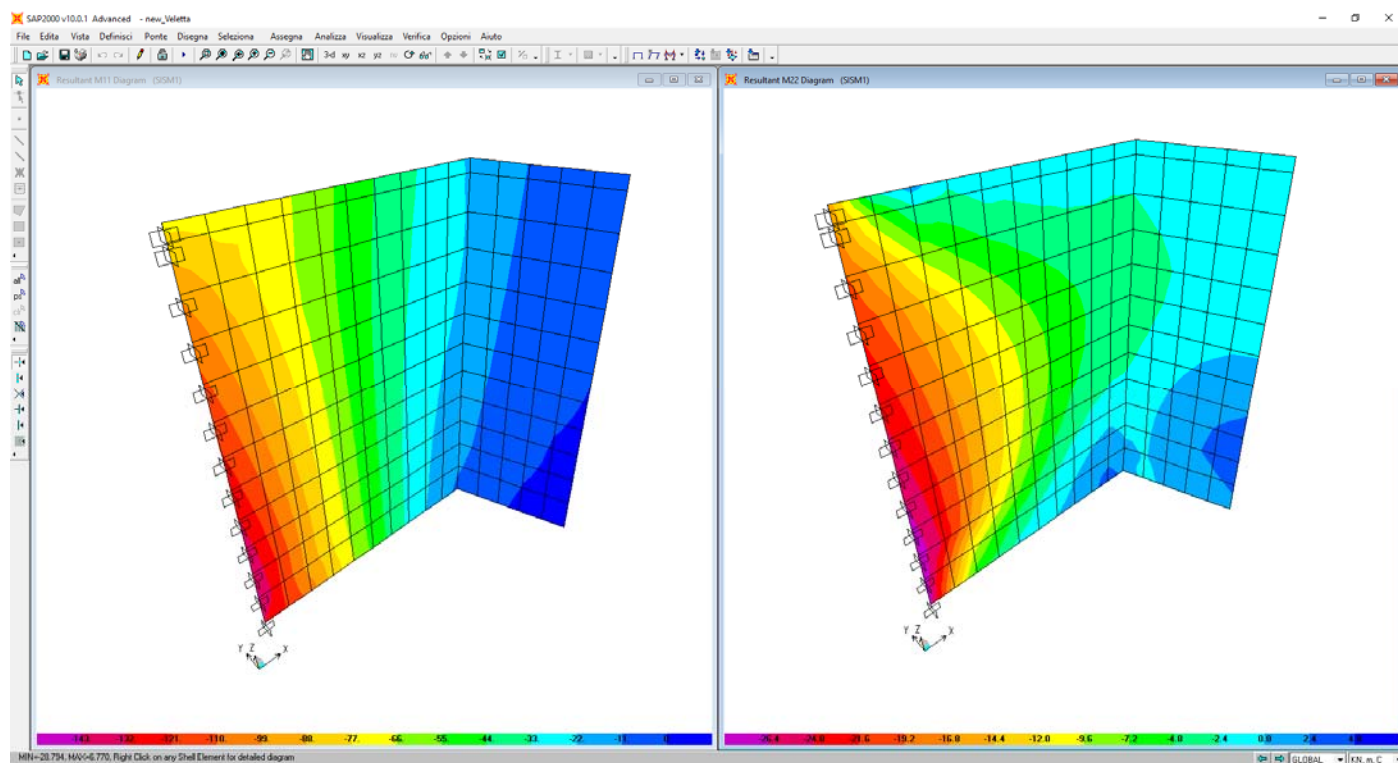 SAP2000 v10.0.1 Advanced - new_Veletta
File Edita Vista Definisci Ponte Disegna Seleziona Assegna Analizza Visualizza Verifica Opzioni Aiuto
3-d xy xz yz
Resultant M11 Diagram (SISM1)
Resultant M22 Diagram (SISM1)
Y Z X
Y Z X
-143. -132. -121. -110. -99. -88. -77. -66. -55. -44. -33. -22. -11.
-26.4 -24.0 -21.6 -19.2 -16.8 -14.4 -12.0 -9.6 -7.2 -4.8 -2.4 0.0 2.4
MIN=-28.794, MAX=6.770, Right Click on any Shell Element for detailed diagram
GLOBAL KN, m, C